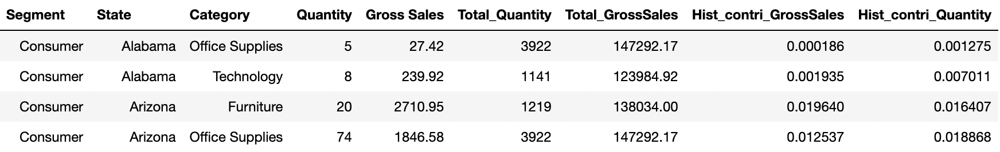 Segment State Category Quantity Gross Sales Total_Quantity Total_GrossSales Hist_contri_GrossSales Hist_contri_Quantity
Consumer Alabama Office Supplies 5 27.42 3922 147292.17 0.000186 0.001275
Consumer Alabama Technology 8 239.92 1141 123984.92 0.001935 0.007011
Consumer Arizona Furniture 20 2710.95 1219 138034.00 0.019640 0.016407
Consumer Arizona Office Supplies 74 1846.58 3922 147292.17 0.012537 0.018868